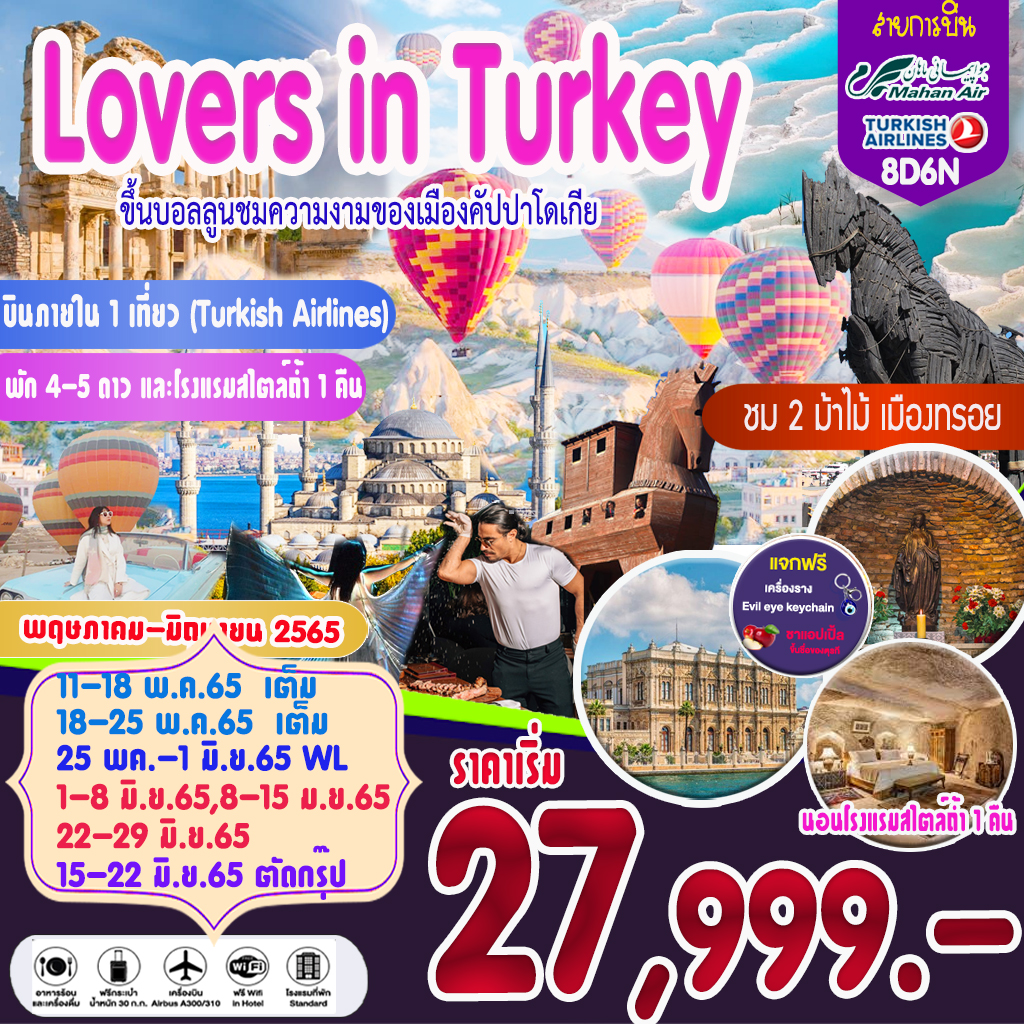 สายการบิน
Mahan Air
TURKISH
AIRLINES
8D6N
Lovers in Turkey
ขึ้นบอลลูนชมความงามของเมืองคัปปาโดเกีย
บินภายใน 1 เที่ยว (Turkish Airlines)
พัก 4-5 ดาว และโรงแรมสไตล์ถ้ำ 1 คืน
ชม 2 ม้าไม้ เมืองทรอย
แจกฟรี
เครื่องราง
Evil eye keychain
ชาแอปเปิ้ล
ขึ้นชื่อของตุรกี
พฤษภาคม-มิถุนายน 2565
11-18 พ.ค.65 เต็ม
18-25 พ.ค.65 เต็ม
25 พค.-1 มิ.ย.65 WL
1-8 มิ.ย.65,8-15 ม.ย.65
22-29 มิ.ย.65
15-22 มิ.ย.65 ตัดกรุ๊ป
ราคาเริ่ม
27,999.-
นอนโรงแรมสไตล์ถ้ำ 1 คืน
อาหารร้อน
และเครื่องดื่ม
ฟรีกระเป๋า
น้ำหนัก 30 ก.ก.
เครื่องบิน
Airbus A300/310
WiFi
ฟรี Wifi
in Hotel
โรงแรมที่พัก
Standard